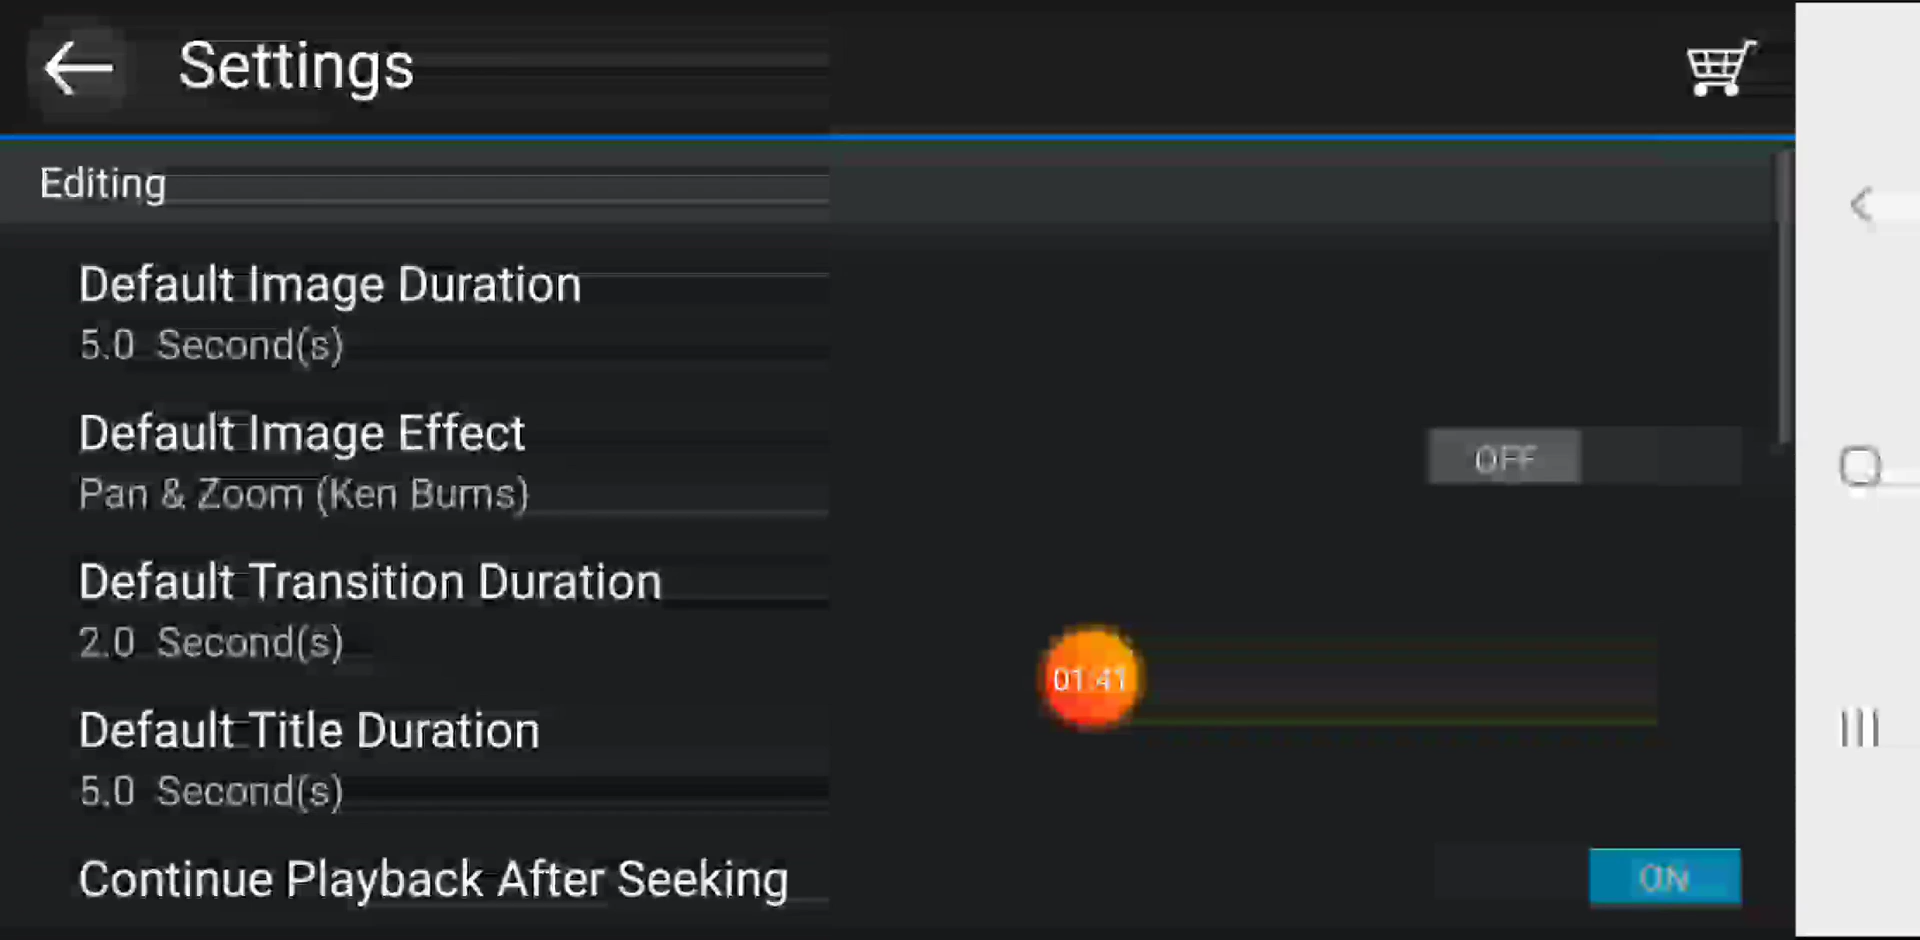 Settings
Editing
Default Image Duration
5.0 Second(s)
Default Image Effect
Pan & Zoom (Ken Burns)
OFF
Default Transition Duration
2.0 Second(s)
01:41
Default Title Duration
5.0 Second(s)
Continue Playback After Seeking
ON